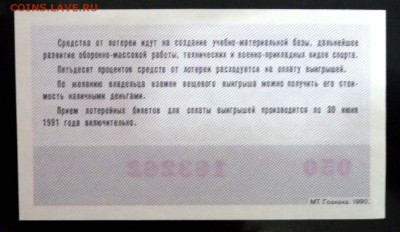 COINS.LAVE.RU
Средства от лотереи идут на создание учебно-материальной базы, дальнейшее
развитие оборонно-массовой работы, технических и военно-прикладных видов спорта.
Пятьдесят процентов средств от лотереи расходуется на оплату выигрышей.
По желанию владельца взамен вещевого выигрыша можно получить его стои-
мость наличными деньгами.
Прием лотерейных билетов для оплаты выигрышей производится по 30 июня
1991 года включительно.
050 163262
МТ Гознака. 1990.